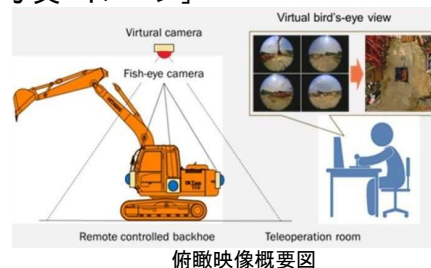 Virtural camera
Fish-eye camera
Virtual bird's-eye view
Remote controlled backhoe
Teleoperation room
俯瞰映像概要図